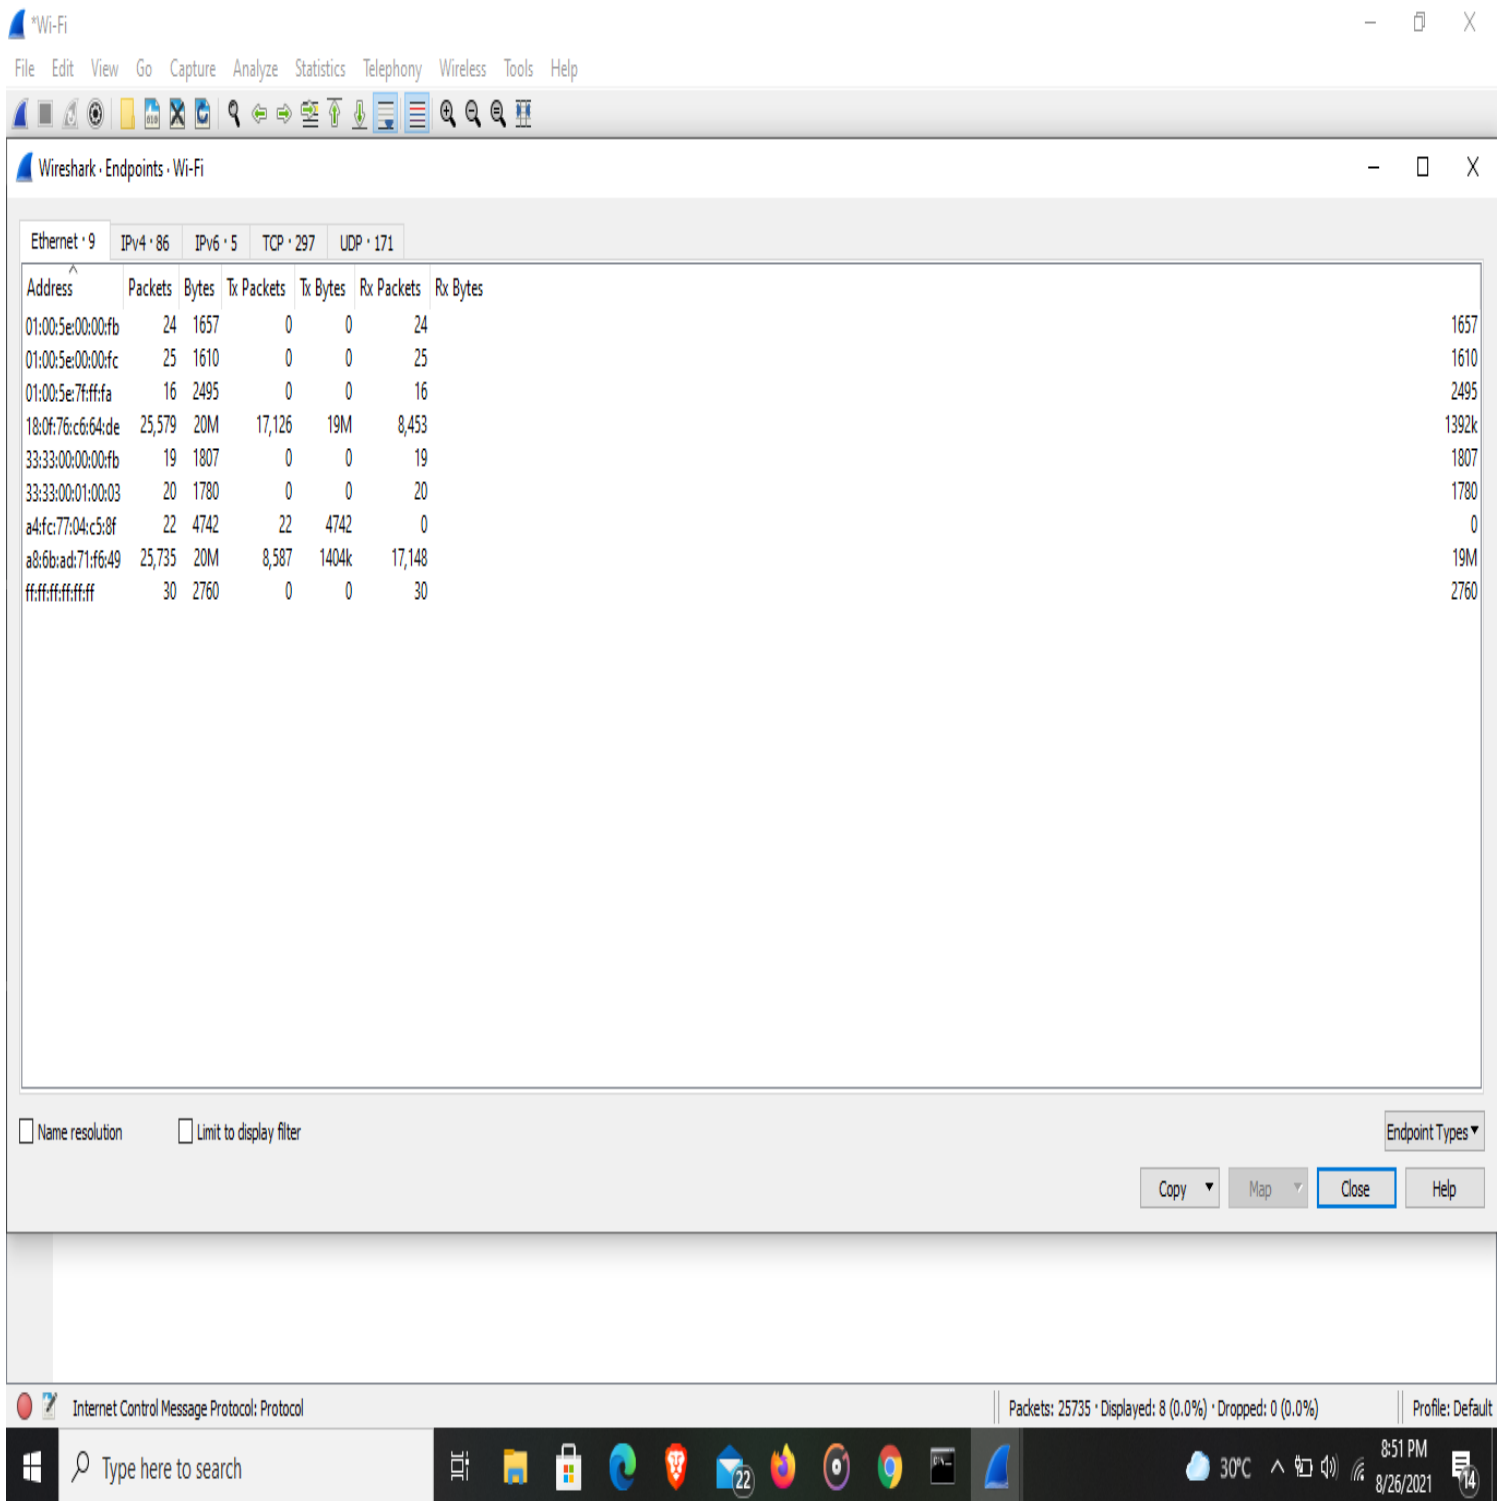 *Wi-Fi
File Edit View Go Capture Analyze Statistics Telephony Wireless Tools Help
Wireshark · Endpoints · Wi-Fi
Ethernet · 9 IPv4 · 86 IPv6 · 5 TCP · 297 UDP · 171
Address Packets Bytes Tx Packets Tx Bytes Rx Packets Rx Bytes
01:00:5e:00:00:fb 24 1657 0 0 24 1657
01:00:5e:00:00:fc 25 1610 0 0 25 1610
01:00:5e:7f:ff:fa 16 2495 0 0 16 2495
18:0f:76:c6:64:de 25,579 20M 17,126 19M 8,453 1392k
33:33:00:00:00:fb 19 1807 0 0 19 1807
33:33:00:01:00:03 20 1780 0 0 20 1780
a4:fc:77:04:c5:8f 22 4742 22 4742 0 0
a8:6b:ad:71:f6:49 25,735 20M 8,587 1404k 17,148 19M
ff:ff:ff:ff:ff:ff 30 2760 0 0 30 2760
Name resolution Limit to display filter Endpoint Types
Copy Map Close Help
Internet Control Message Protocol: Protocol Packets: 25735 · Displayed: 8 (0.0%) · Dropped: 0 (0.0%) Profile: Default
Type here to search 22 30°C 8:51 PM 14
8/26/2021